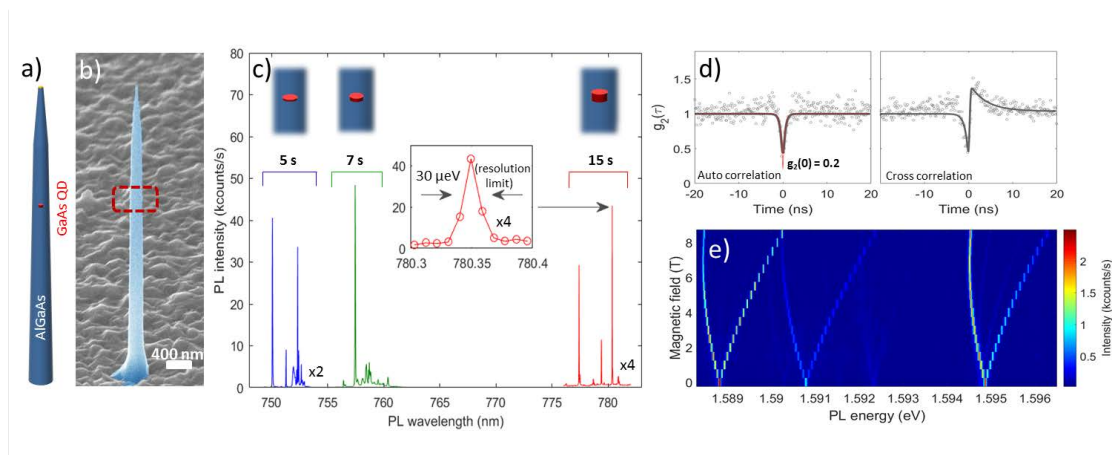 a)
GaAs QD
AlGaAs
b)
400 nm
c)
80
70
60
50
40
30
20
10
0
PL intensity (kcounts/s)
5 s
7 s
15 s
x2
x4
40
20
0
30 µeV
(resolution
limit)
x4
780.3
780.35
780.4
750
755
760
765
770
775
780
PL wavelength (nm)
d)
g2(τ)
1.5
1
0.5
0
g2(0) = 0.2
Auto correlation
Cross correlation
-20
-10
0
10
20
-20
-10
0
10
20
Time (ns)
Time (ns)
e)
Magnetic field (T)
8
6
4
2
0
1.589
1.59
1.591
1.592
1.593
1.594
1.595
1.596
PL energy (eV)
2
1.5
1
0.5
Intensity (kcounts/s)